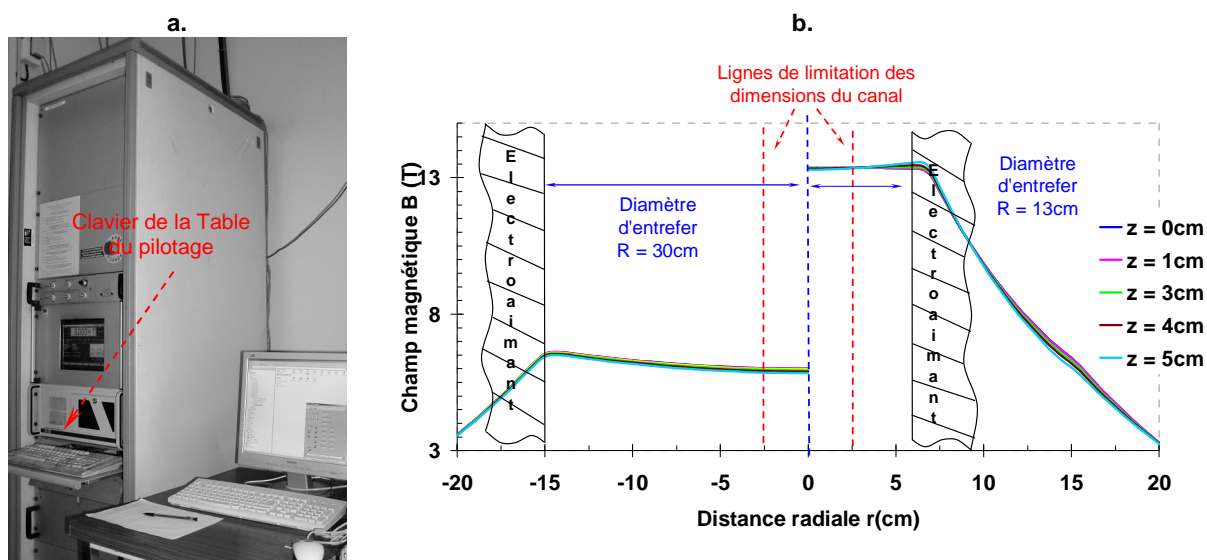 a.
Clavier de la Table
du pilotage
b.
Lignes de limitation des
dimensions du canal
Champ magnétique B (T)
13
8
3
Electroaimant
Diamètre
d'entrefer
R = 30cm
Electroaimant
Diamètre
d'entrefer
R = 13cm
z = 0cm
z = 1cm
z = 3cm
z = 4cm
z = 5cm
-20 -15 -10 -5 0 5 10 15 20
Distance radiale r(cm)